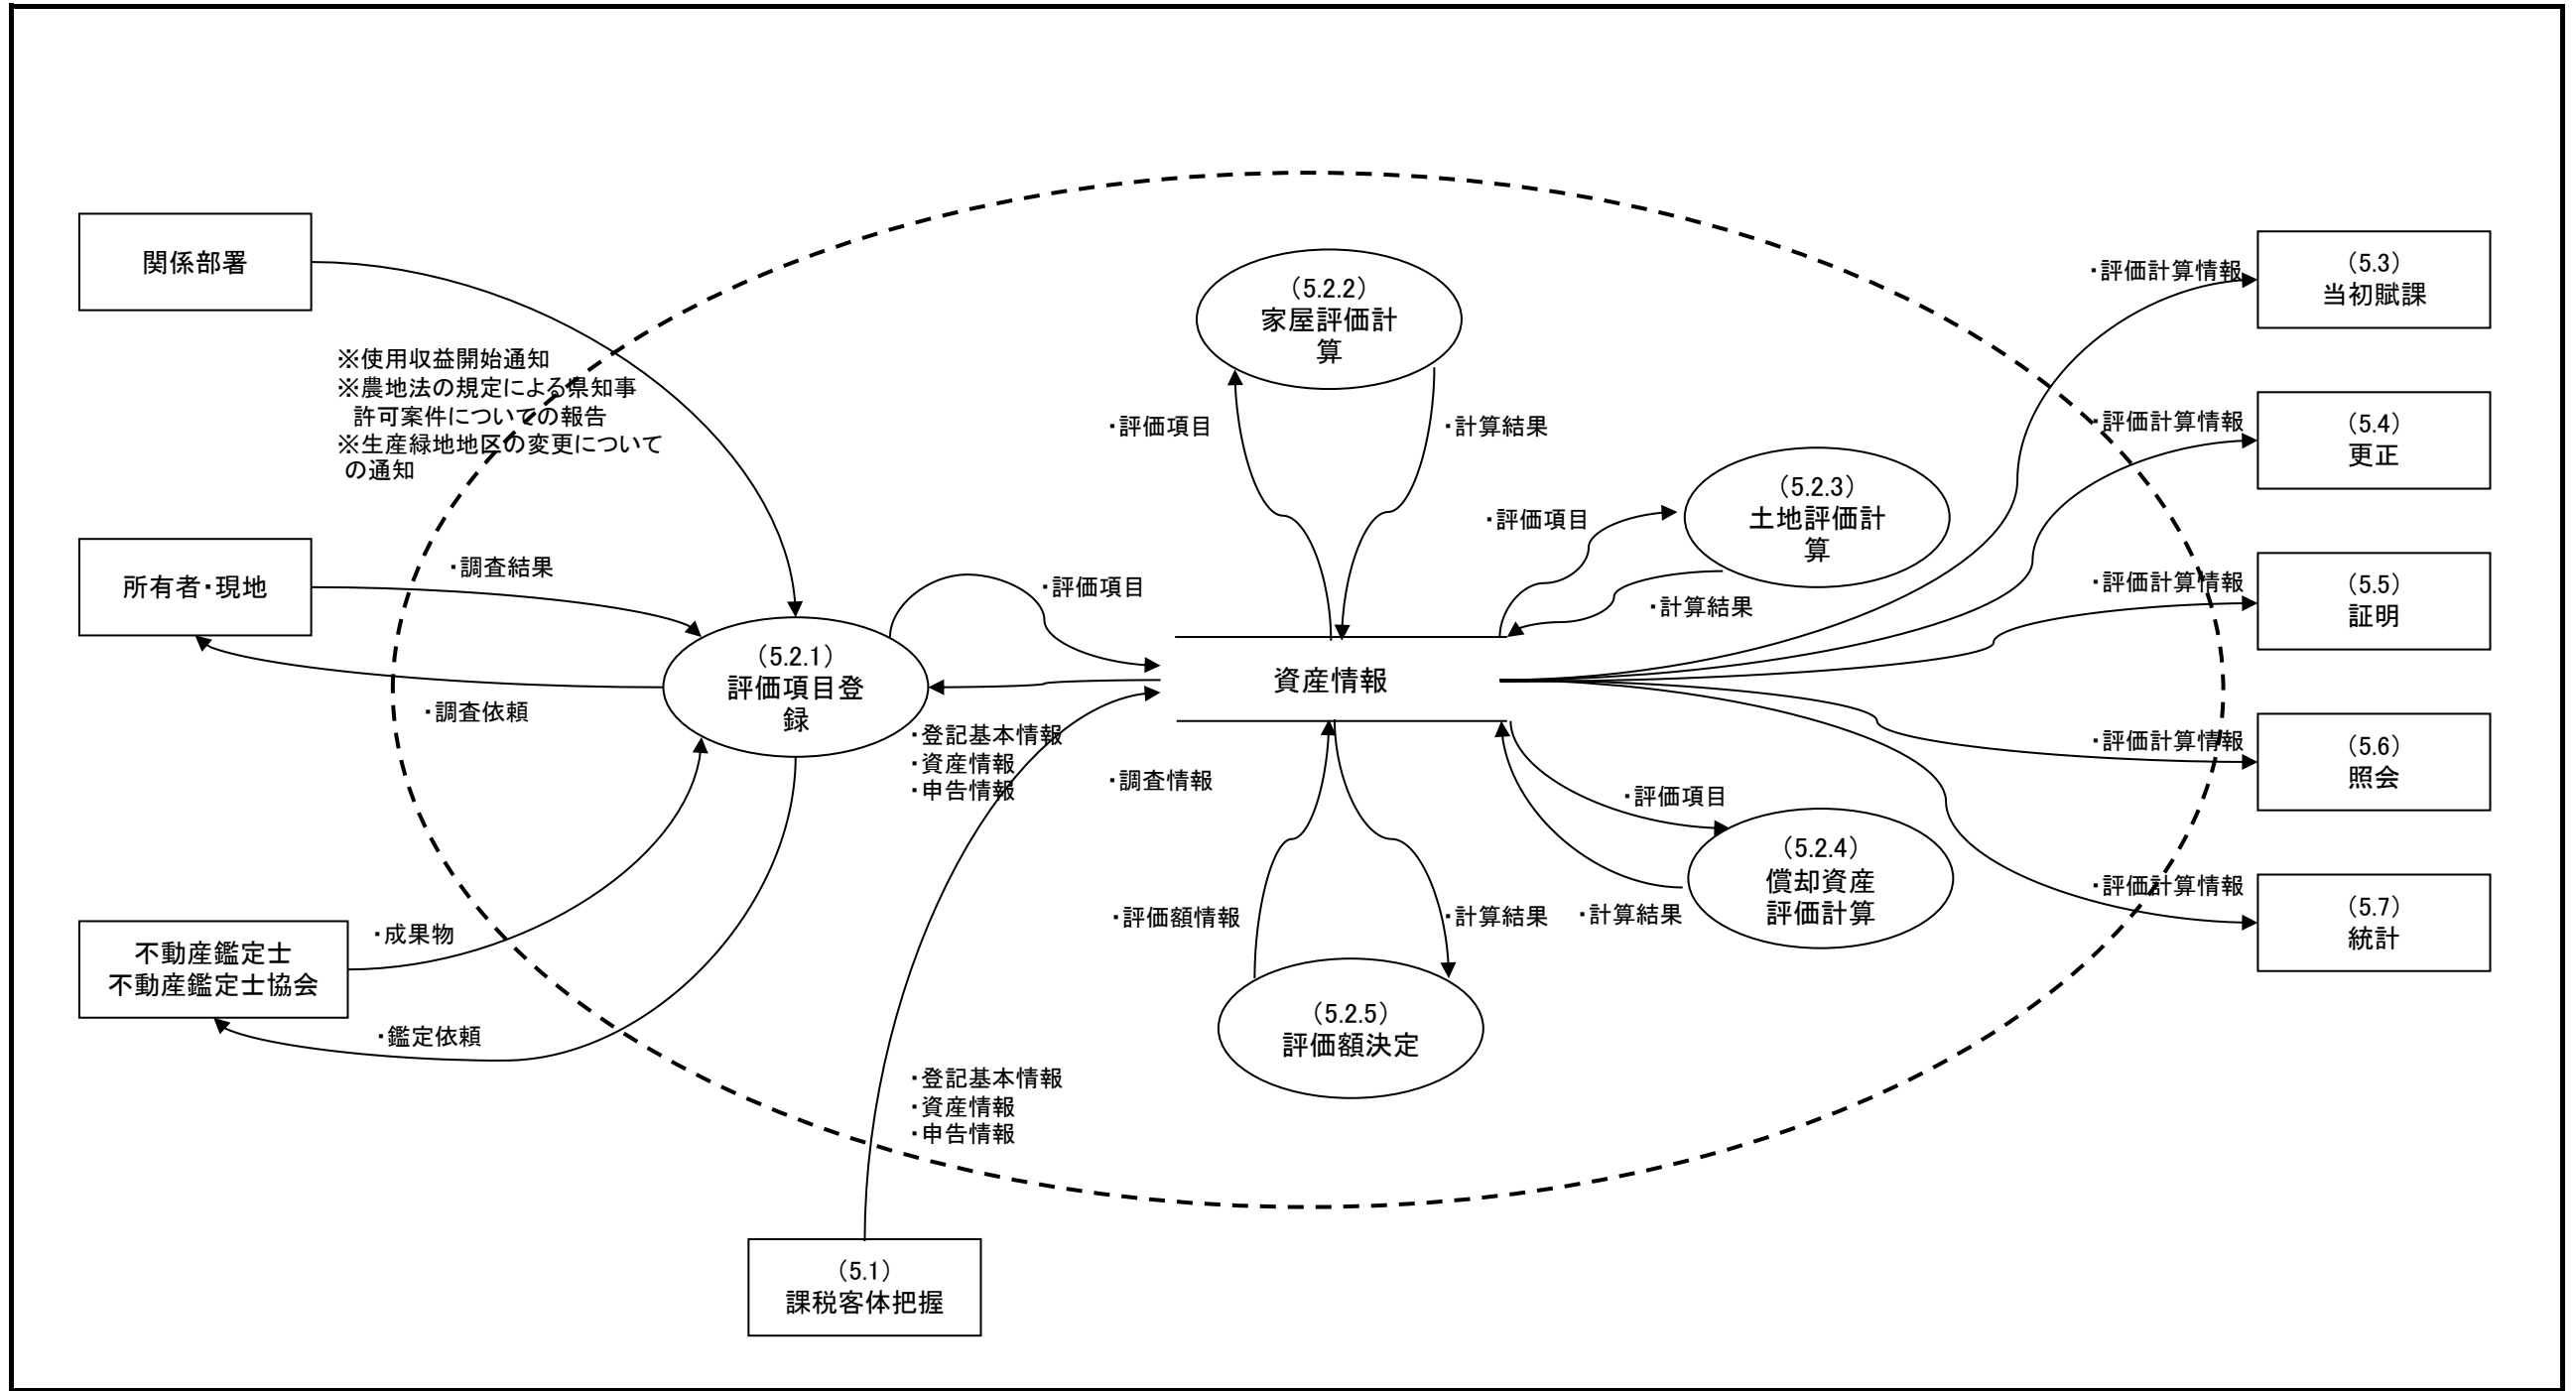 関係部署
※使用収益開始通知
※農地法の規定による県知事
許可案件についての報告
※生産緑地地区の変更について
の通知
所有者・現地
・調査結果
・調査依頼
(5.2.1)
評価項目登
録
・評価項目
・登記基本情報
・資産情報
・申告情報
不動産鑑定士
不動産鑑定士協会
・成果物
・鑑定依頼
・登記基本情報
・資産情報
・申告情報
(5.1)
課税客体把握
(5.2.2)
家屋評価計
算
・評価項目
・計算結果
(5.2.3)
土地評価計
算
・評価項目
・計算結果
資産情報
・調査情報
・評価項目
・計算結果
(5.2.4)
償却資産
評価計算
・評価額情報
・計算結果
(5.2.5)
評価額決定
・評価計算情報
(5.3)
当初賦課
・評価計算情報
(5.4)
更正
・評価計算情報
(5.5)
証明
・評価計算情報
(5.6)
照会
・評価計算情報
(5.7)
統計